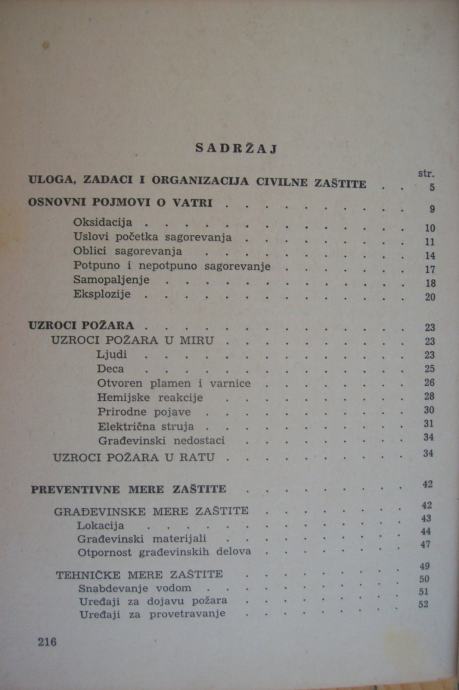 SADRŽAJ
str.
ULOGA, ZADACI I ORGANIZACIJA CIVILNE ZAŠTITE . . 5
OSNOVNI POJMOVI O VATRI . . . . . . . . . . 9
Oksidacija . . . . . . . . . . . . 10
Uslovi početka sagorevanja . . . . . . . . 11
Oblici sagorevanja . . . . . . . . . . 14
Potpuno i nepotpuno sagorevanje . . . . . . 17
Samopaljenje . . . . . . . . . . . 18
Eksplozije . . . . . . . . . . . . 20
UZROCI POŽARA . . . . . . . . . . . . 23
UZROCI POŽARA U MIRU . . . . . . . . . 23
Ljudi . . . . . . . . . . . . 23
Deca . . . . . . . . . . . . 25
Otvoren plamen i varnice . . . . . . . 26
Hemijske reakcije . . . . . . . . . 28
Prirodne pojave . . . . . . . . . 30
Električna struja . . . . . . . . . 31
Građevinski nedostaci . . . . . . . . 34
UZROCI POŽARA U RATU . . . . . . . . . 34
PREVENTIVNE MERE ZAŠTITE . . . . . . . . 42
GRAĐEVINSKE MERE ZAŠTITE . . . . . . . 42
Lokacija . . . . . . . . . . . . 43
Građevinski materijali . . . . . . . . 44
Otpornost građevinskih delova . . . . . . 47
TEHNIČKE MERE ZAŠTITE . . . . . . . . 49
Snabdevanje vodom . . . . . . . . . 50
Uređaji za dojavu požara . . . . . . . 51
Uređaji za provetravanje . . . . . . . 52
216